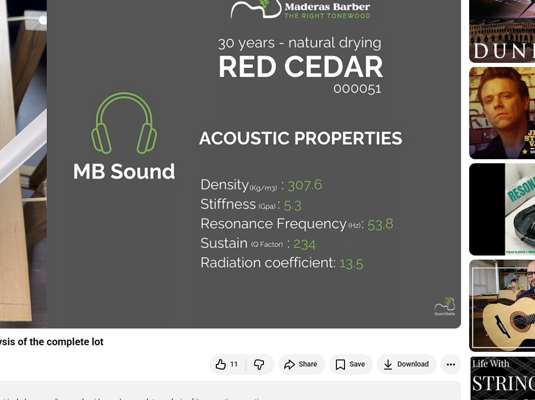 Maderas Barber
THE RIGHT TONEWOOD
30 years - natural drying
RED CEDAR
000051
ACOUSTIC PROPERTIES
MB Sound
Density (Kg/m3) : 307.6
Stiffness (Gpa) : 5.3
Resonance Frequency (Hz): 53.8
Sustain (Q Factor) : 234
Radiation coefficient: 13.5
ysis of the complete lot
11
Share
Save
Download
DUN
RESON
Life With
STRING